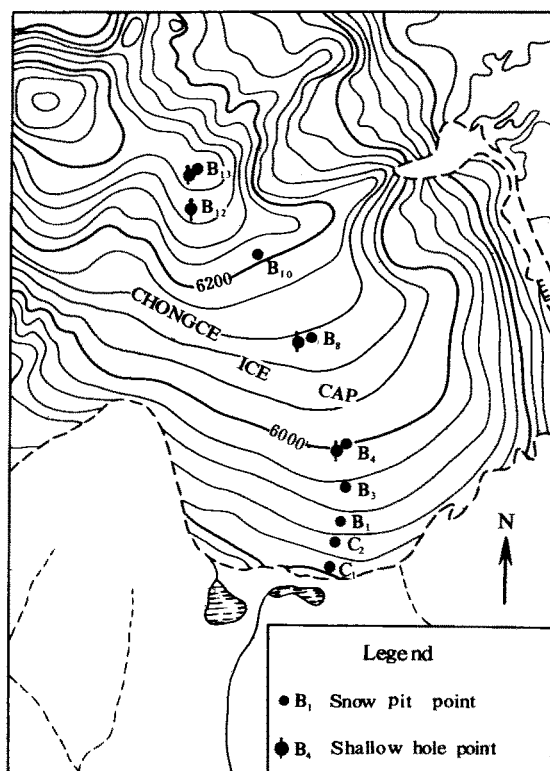 B13
B12
B10
6200
CHONGCE
B8
ICE
CAP
6000
B4
B3
B1
N
C2
C1
Legend
B1 Snow pit point
B4 Shallow hole point